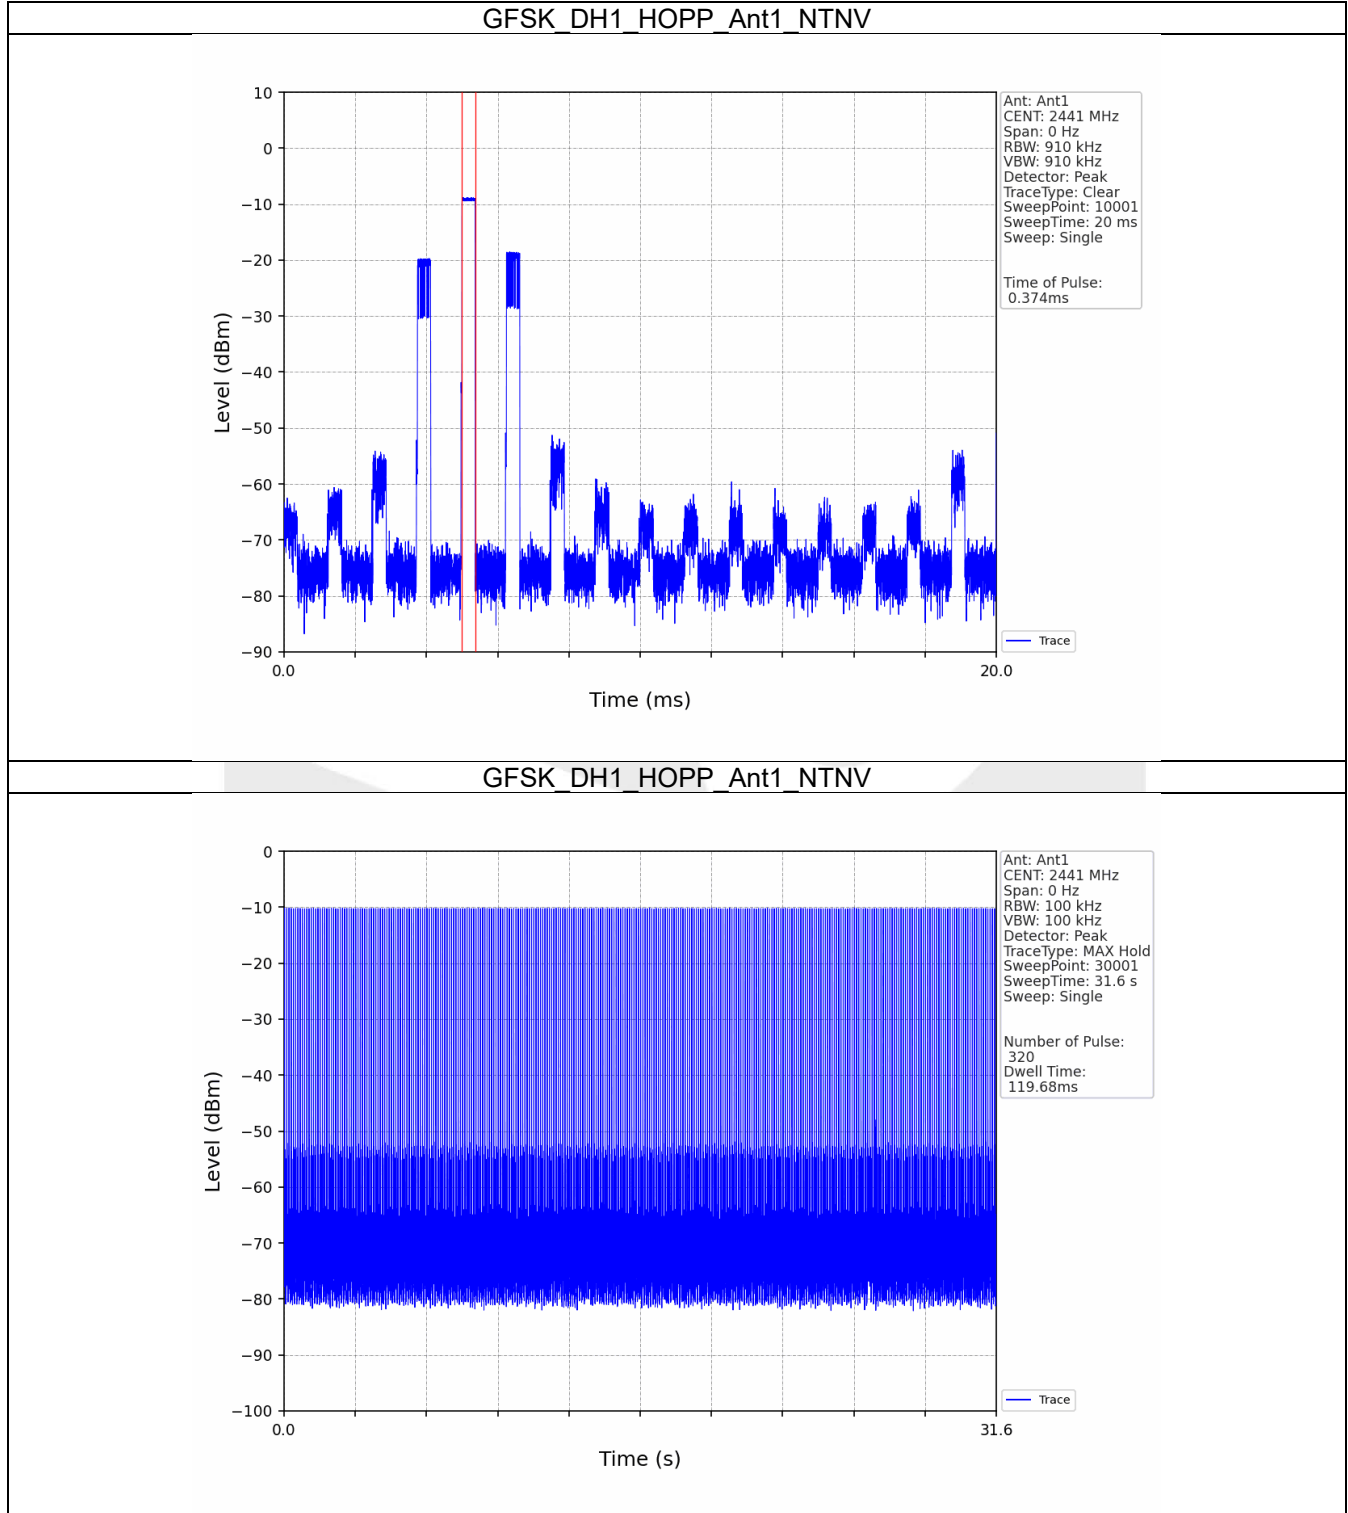 GFSK_DH1_HOPP_Ant1_NTNV
10
0
−10
−20
−30
−40
−50
−60
−70
−80
−90
Level (dBm)
0.0
20.0
Time (ms)
Ant: Ant1
CENT: 2441 MHz
Span: 0 Hz
RBW: 910 kHz
VBW: 910 kHz
Detector: Peak
TraceType: Clear
SweepPoint: 10001
SweepTime: 20 ms
Sweep: Single
Time of Pulse:
0.374ms
Trace
GFSK_DH1_HOPP_Ant1_NTNV
0
−10
−20
−30
−40
−50
−60
−70
−80
−90
−100
Level (dBm)
0.0
31.6
Time (s)
Ant: Ant1
CENT: 2441 MHz
Span: 0 Hz
RBW: 100 kHz
VBW: 100 kHz
Detector: Peak
TraceType: MAX Hold
SweepPoint: 30001
SweepTime: 31.6 s
Sweep: Single
Number of Pulse:
320
Dwell Time:
119.68ms
Trace